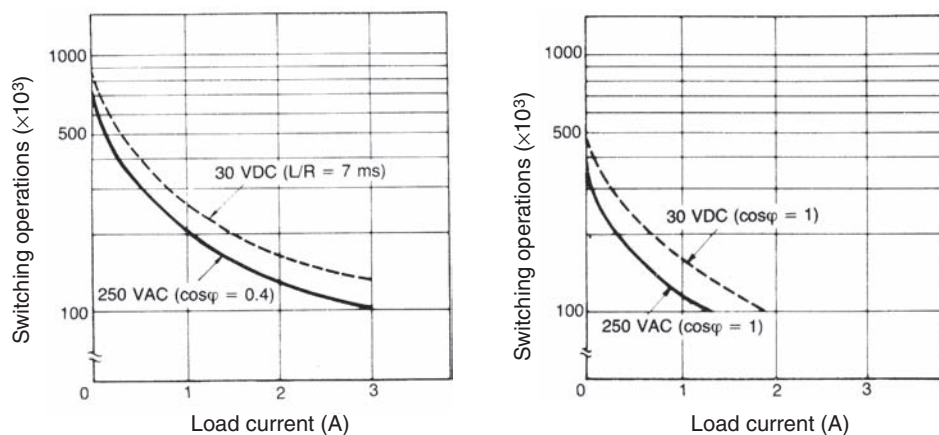 Switching operations (×10³)
1000
500
100
30 VDC (L/R = 7 ms)
250 VAC (cosφ = 0.4)
0
1
2
3
Load current (A)
Switching operations (×10³)
1000
500
100
30 VDC (cosφ = 1)
250 VAC (cosφ = 1)
0
1
2
3
Load current (A)